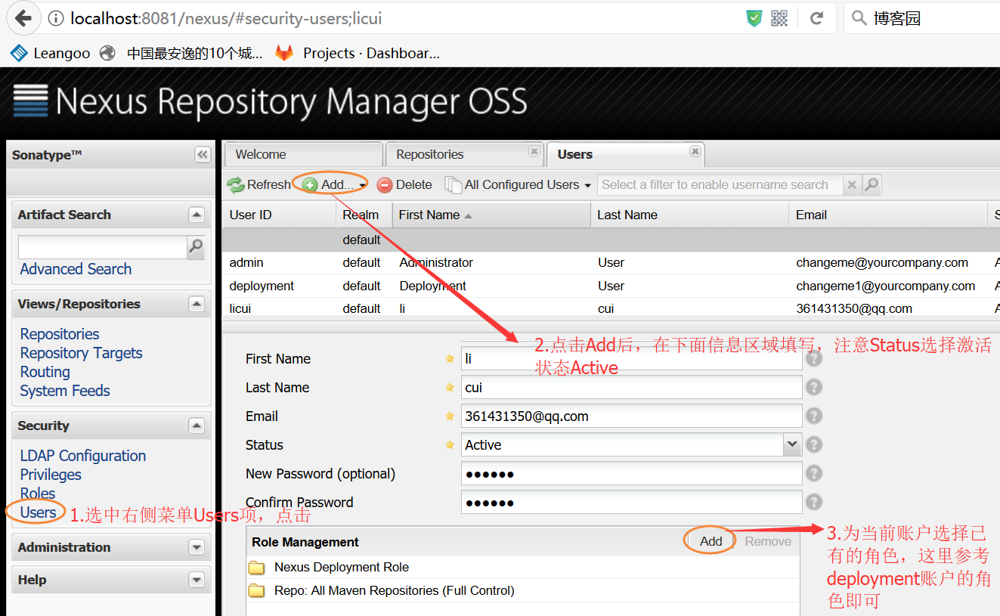 localhost:8081/nexus/#security-users;licui
博客园
Leangoo 中国最安逸的10个城... Projects · Dashboar...
Nexus Repository Manager OSS
Sonatype™
Welcome Repositories Users
Refresh Add... Delete All Configured Users Select a filter to enable username search
Artifact Search
Advanced Search
Views/Repositories
Repositories
Repository Targets
Routing
System Feeds
Security
LDAP Configuration
Privileges
Roles
Users
1.选中右侧菜单Users项，点击
Administration
Help
User ID Realm First Name Last Name Email S
default
admin default Administrator User changeme@yourcompany.com A
deployment default Deployment User changeme1@yourcompany.com A
licui default li cui 361431350@qq.com A
2.点击Add后，在下面信息区域填写，注意Status选择激活
状态Active
First Name li
Last Name cui
Email 361431350@qq.com
Status Active
New Password (optional) ●●●●●●
Confirm Password ●●●●●●
Role Management Add Remove
Nexus Deployment Role
Repo: All Maven Repositories (Full Control)
3.为当前账户选择已
有的角色，这里参考
deployment账户的角
色即可